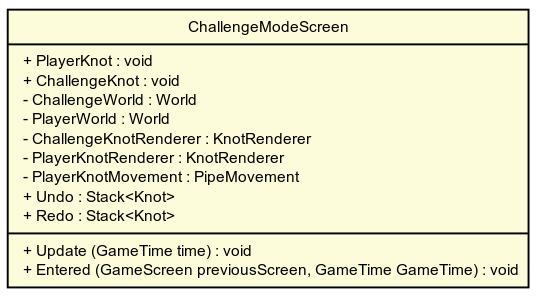 ChallengeModeScreen
+ PlayerKnot : void
+ ChallengeKnot : void
- ChallengeWorld : World
- PlayerWorld : World
- ChallengeKnotRenderer : KnotRenderer
- PlayerKnotRenderer : KnotRenderer
- PlayerKnotMovement : PipeMovement
+ Undo : Stack<Knot>
+ Redo : Stack<Knot>
+ Update (GameTime time) : void
+ Entered (GameScreen previousScreen, GameTime GameTime) : void